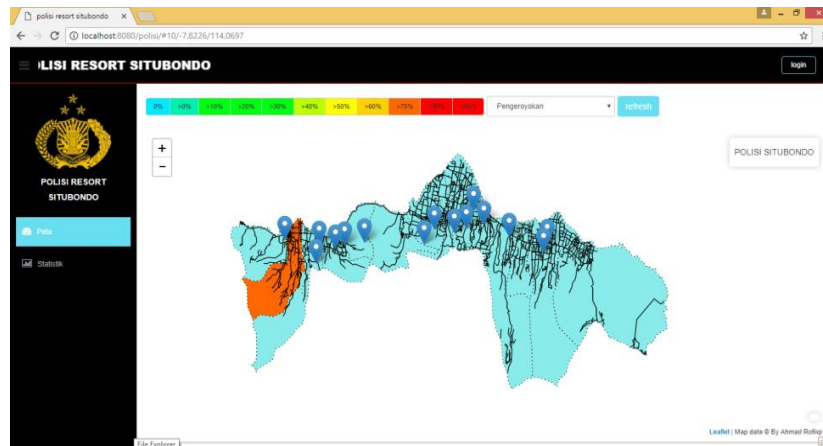 polisi resort situbondo
localhost:8080/polisi/#10/-7.8226/114.0697
LISI RESORT SITUBONDO
login
0% >0% >10% >20% >30% >40% >50% >60% >70%
Pengeroyokan
refresh
+
−
POLISI SITUBONDO
POLISI RESORT
SITUBONDO
Peta
Statistik
Leaflet | Map data © By Ahmad Rofiq
File Explorer